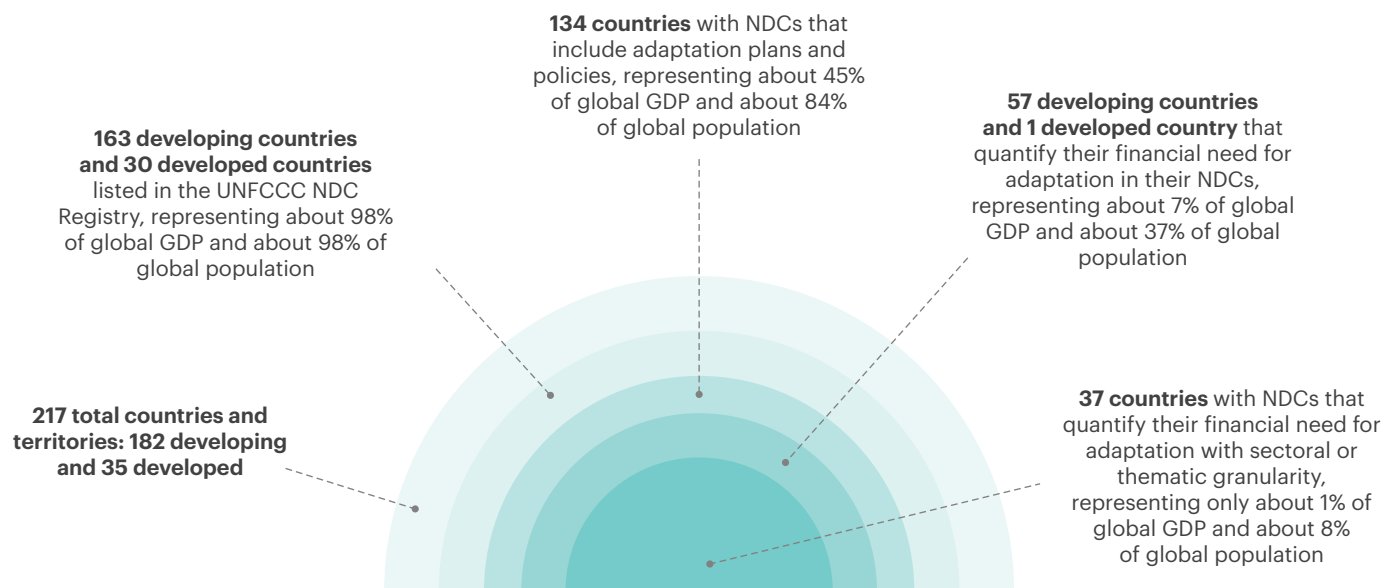 134 countries with NDCs that
include adaptation plans and
policies, representing about 45%
of global GDP and about 84%
of global population
57 developing countries
and 1 developed country that
quantify their financial need for
adaptation in their NDCs,
representing about 7% of global
GDP and about 37% of global
population
163 developing countries
and 30 developed countries
listed in the UNFCCC NDC
Registry, representing about 98%
of global GDP and about 98% of
global population
217 total countries and
territories: 182 developing
and 35 developed
37 countries with NDCs that
quantify their financial need for
adaptation with sectoral or
thematic granularity,
representing only about 1% of
global GDP and about 8%
of global population